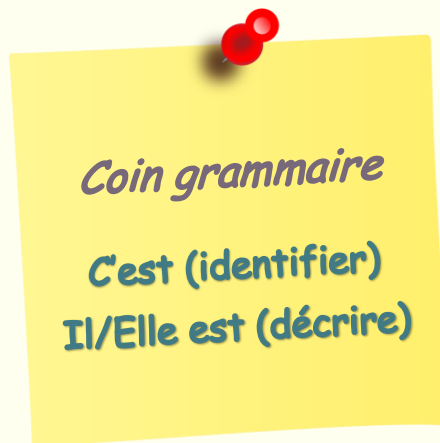 Coin grammaire
C'est (identifier)
Il/Elle est (décrire)